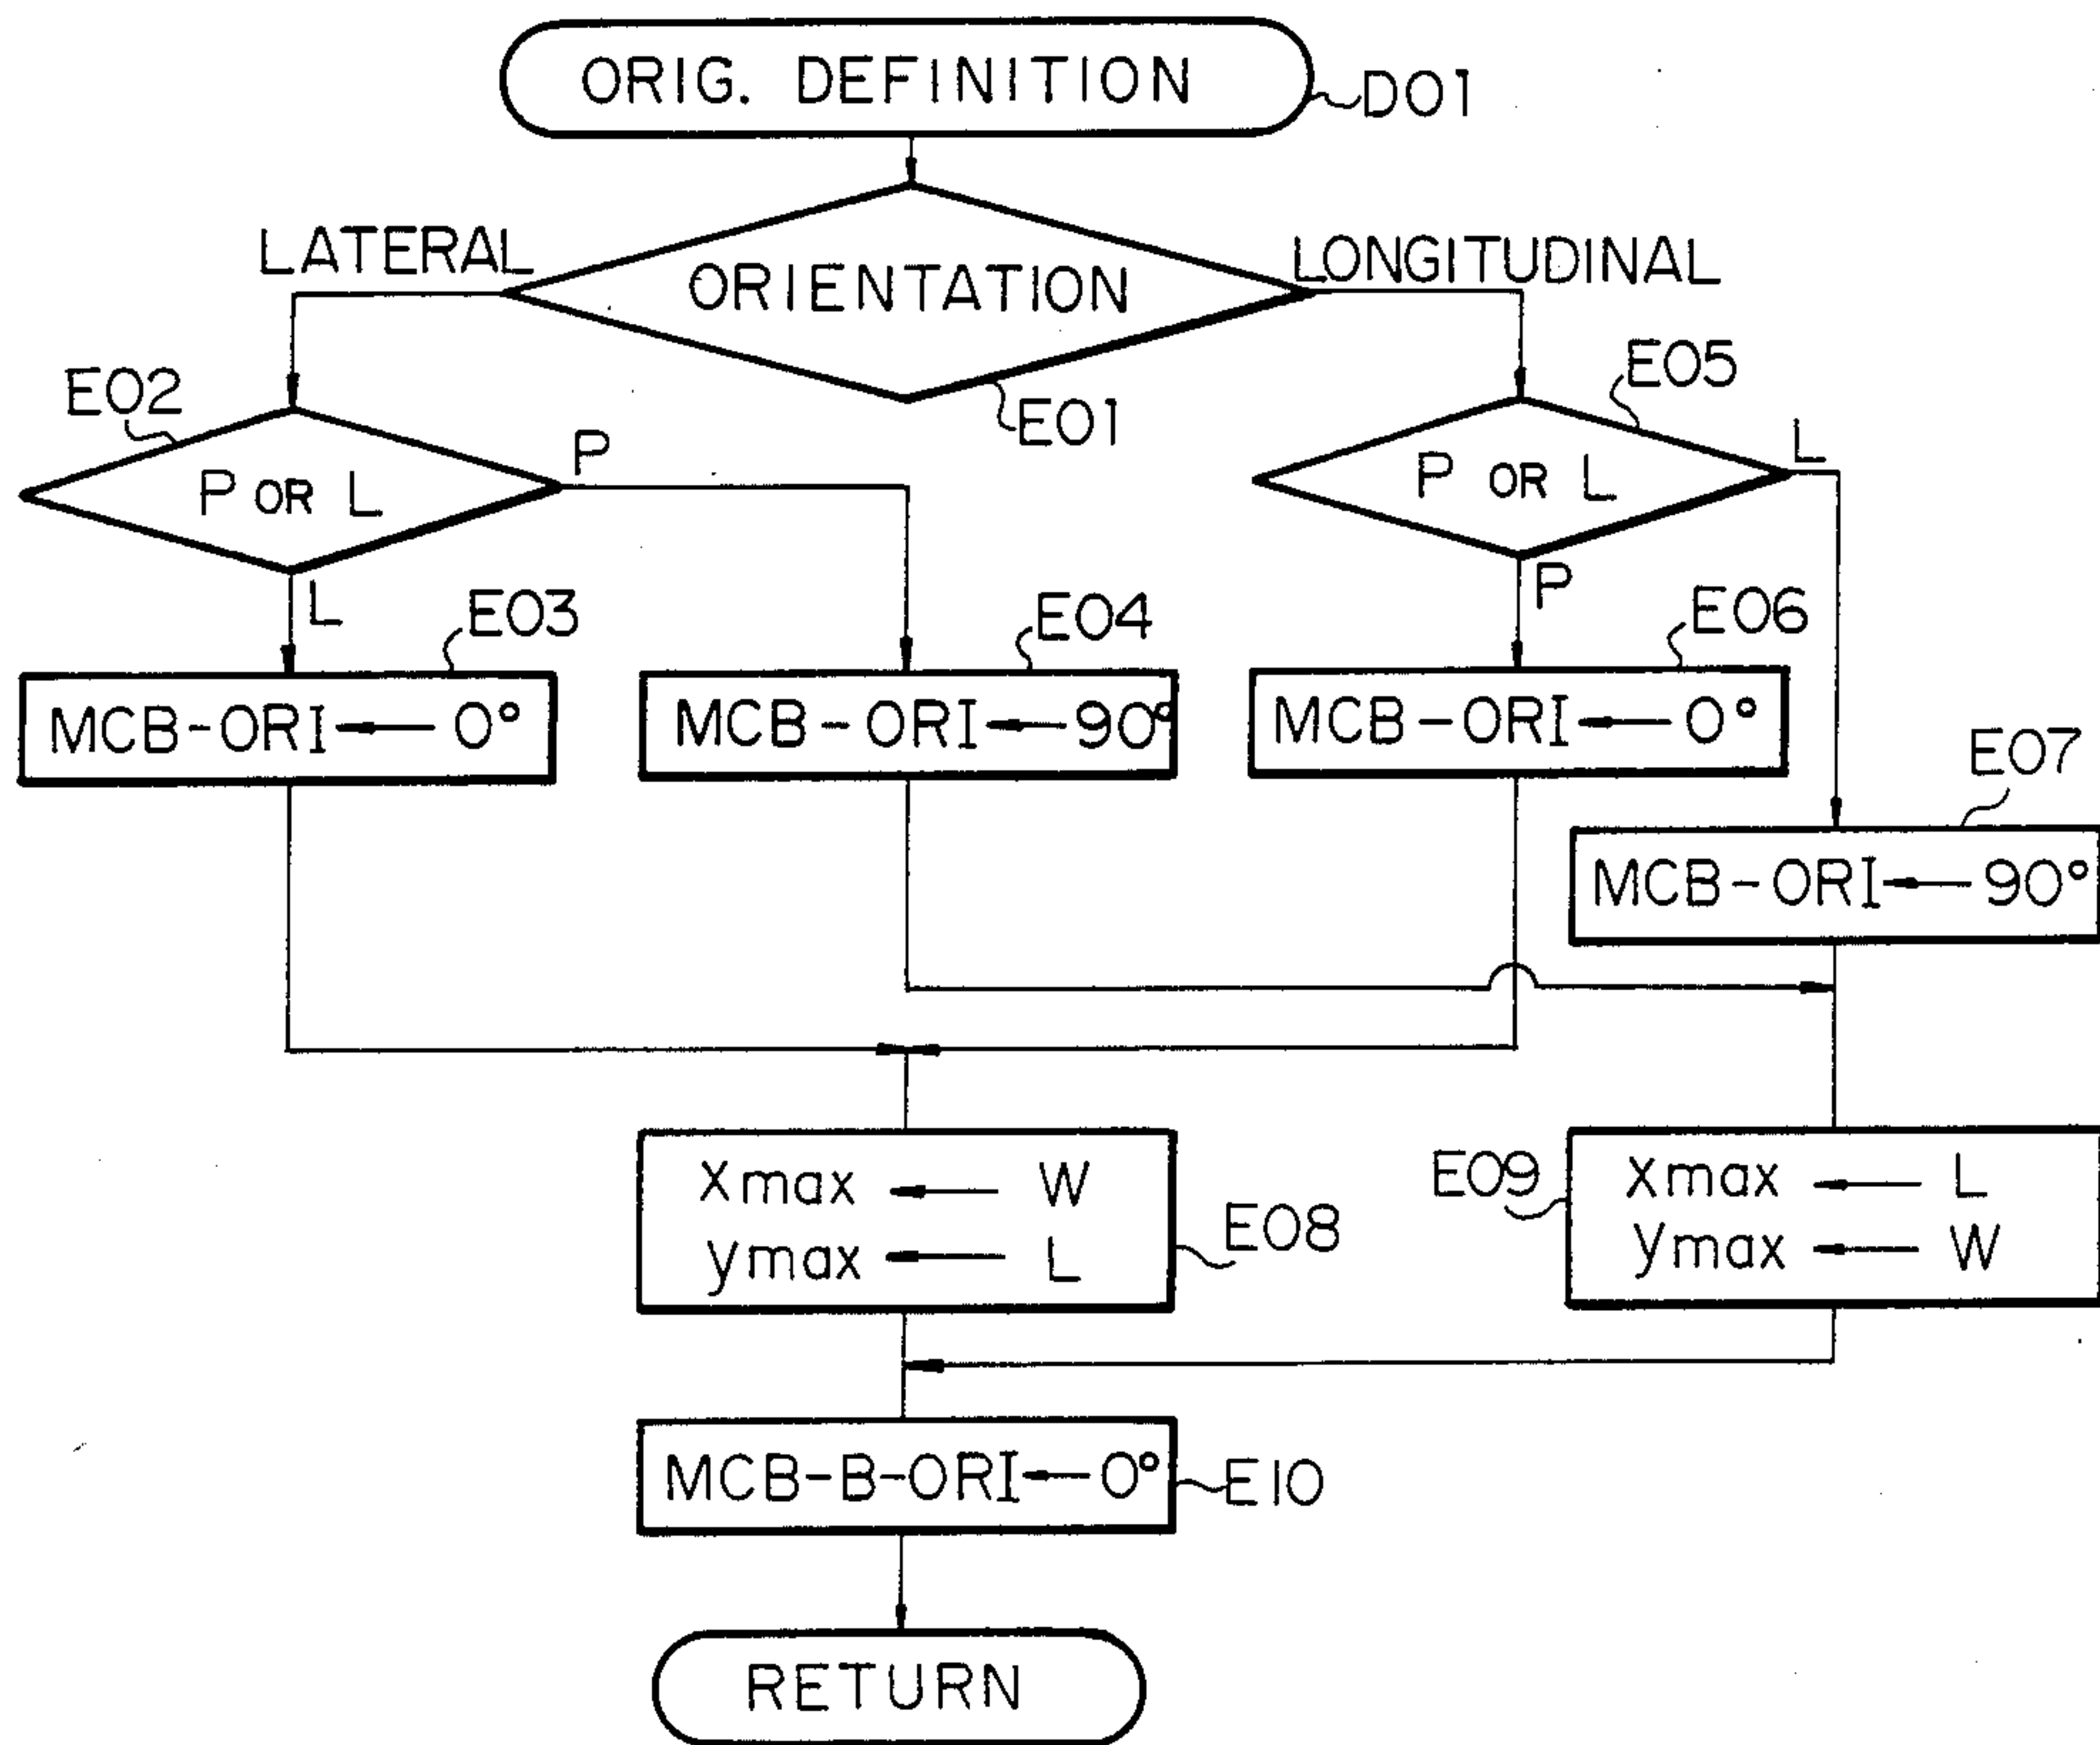 ORIG. DEFINITION
D01
LATERAL
ORIENTATION
LONGITUDINAL
E01
E02
P OR L
P
L
E05
P OR L
L
P
E03
MCB-ORI ← 0°
E04
MCB-ORI ← 90°
E06
MCB-ORI ← 0°
E07
MCB-ORI ← 90°
Xmax ← W
ymax ← L
E08
E09
Xmax ← L
ymax ← W
MCB-B-ORI ← 0°
E10
RETURN